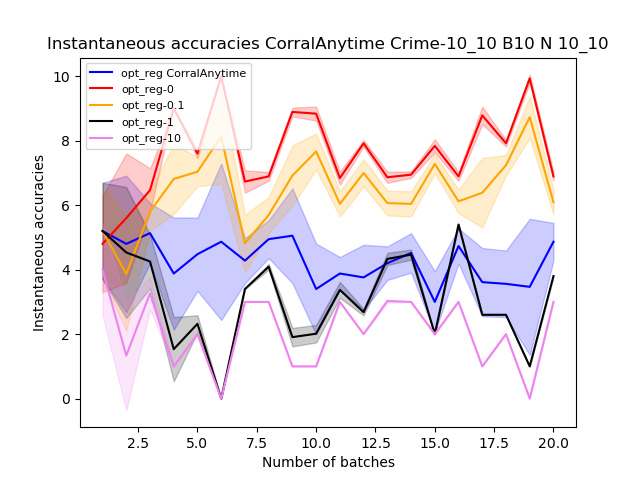 Instantaneous accuracies CorralAnytime Crime-10_10 B10 N 10_10
opt_reg CorralAnytime
opt_reg-0
opt_reg-0.1
opt_reg-1
opt_reg-10
Instantaneous accuracies
10
8
6
4
2
0
2.5 5.0 7.5 10.0 12.5 15.0 17.5 20.0
Number of batches